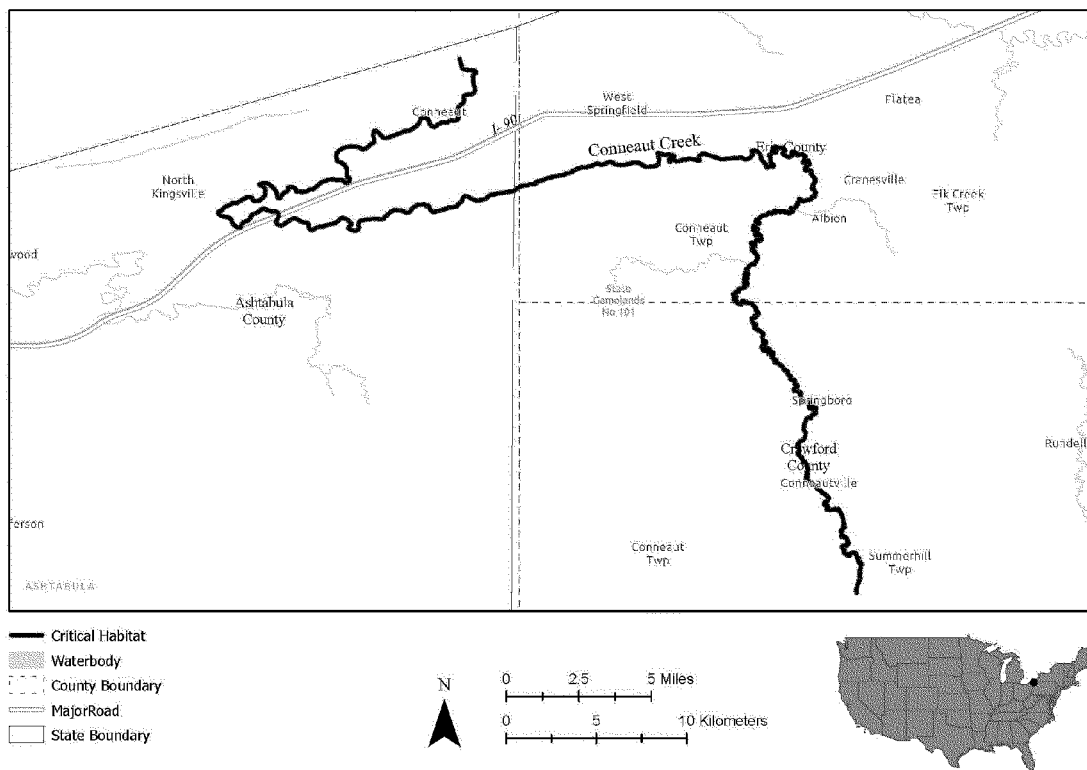 Conneaut
West
Springfield
Platea
I-90
Conneaut Creek
Erie County
North
Kingsville
Cranesville
Elk Creek
Twp
Albion
Conneaut
Twp
wood
State
Gamelands
No 101
Ashtabula
County
Springboro
Rundell
Crawford
County
Conneautville
ferson
Conneaut
Twp
Summerhill
Twp
ASHTABULA
Critical Habitat
Waterbody
County Boundary
MajorRoad
State Boundary
N
0 2.5 5 Miles
0 5 10 Kilometers